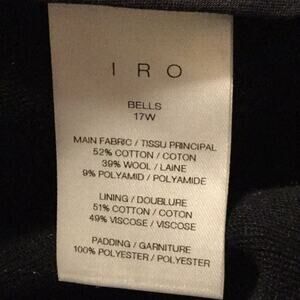 IRO
BELLS
17W
MAIN FABRIC / TISSU PRINCIPAL
52% COTTON / COTON
39% WOOL / LAINE
9% POLYAMID / POLYAMIDE
LINING / DOUBLURE
51% COTTON / COTON
49% VISCOSE / VISCOSE
PADDING / GARNITURE
100% POLYESTER / POLYESTER